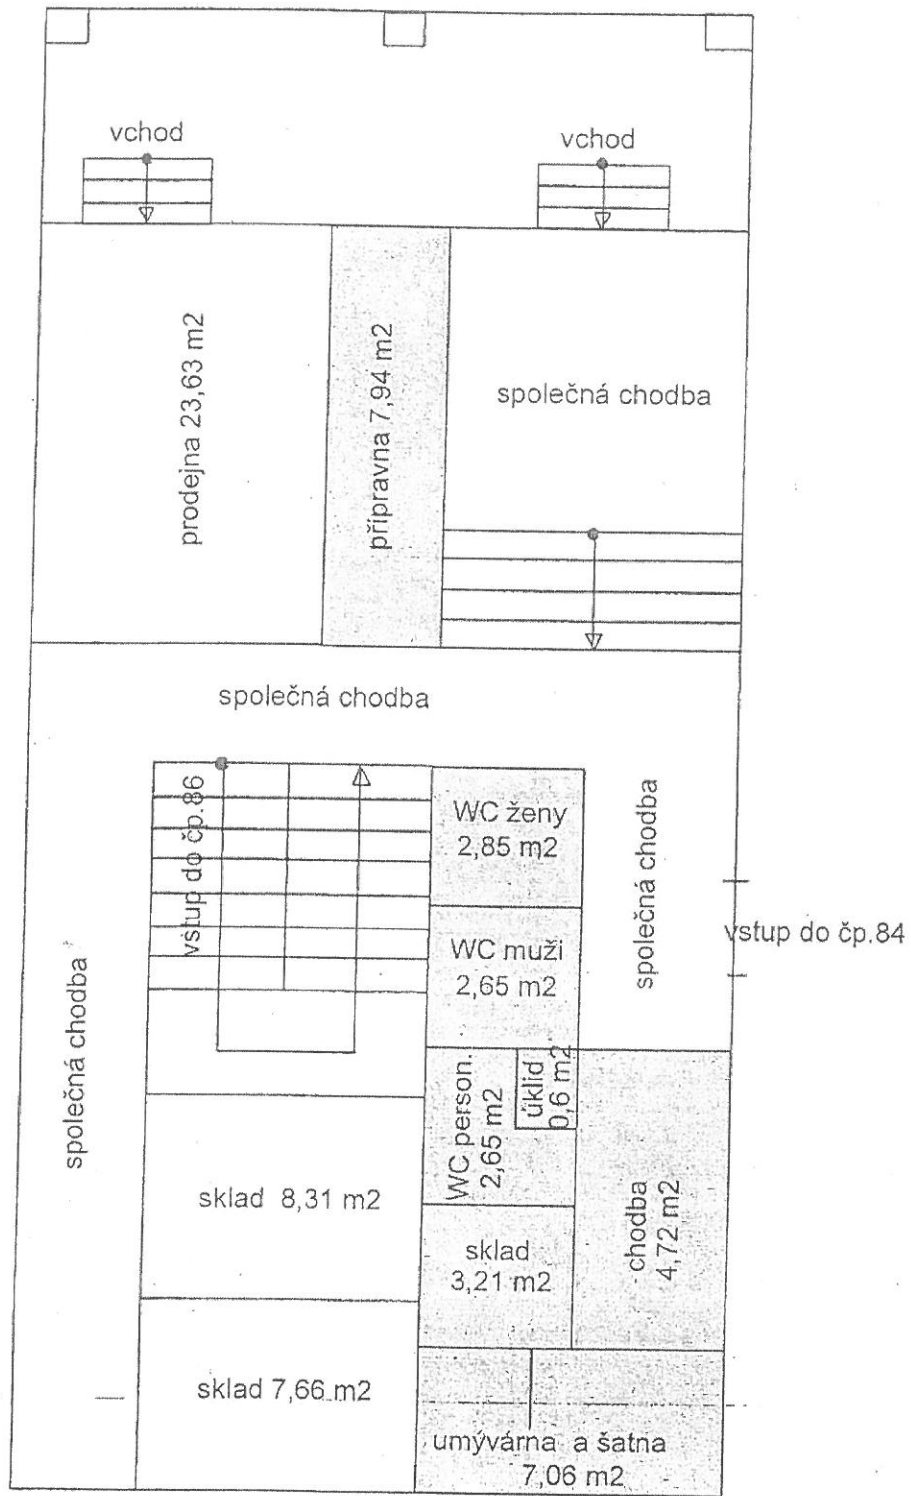 vchod
vchod
prodejna 23,63 m2
přípravna 7,94 m2
společná chodba
společná chodba
vstup do čp.86
WC ženy
2,85 m2
společná chodba
vstup do čp.84
WC muži
2,65 m2
společná chodba
WC person.
2,65 m2
úklid
0,6 m2
sklad 8,31 m2
chodba
4,72 m2
sklad
3,21 m2
sklad 7,66 m2
umývárna a šatna
7,06 m2